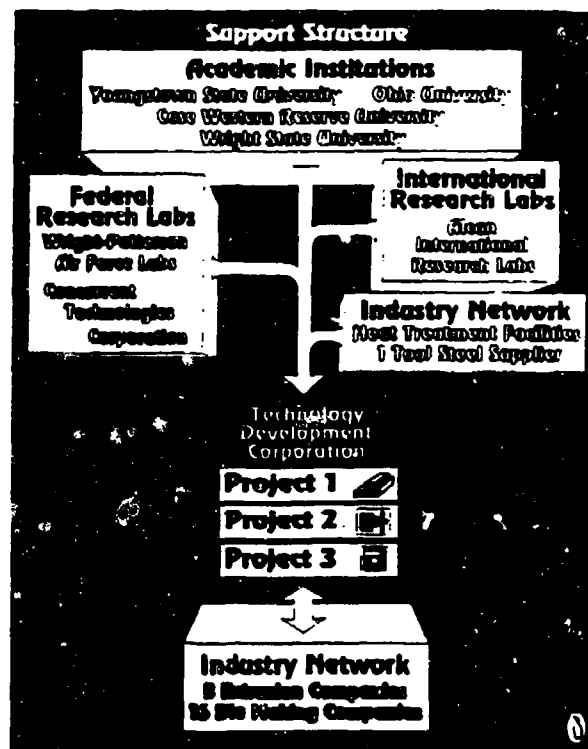 Support Structure
Academic Institutions
Youngstown State University Ohio University
Case Western Reserve University
Wright State University
Federal
Research Labs
Wright-Patterson
Air Force Labs
Concurrent
Technologies
Corporation
International
Research Labs
Alcan
International
Research Labs
Industry Network
Heat Treatment Facilities
1 Tool Steel Supplier
Technology
Development
Corporation
Project 1
Project 2
Project 3
Industry Network
8 Extrusion Companies
Die Making Companies